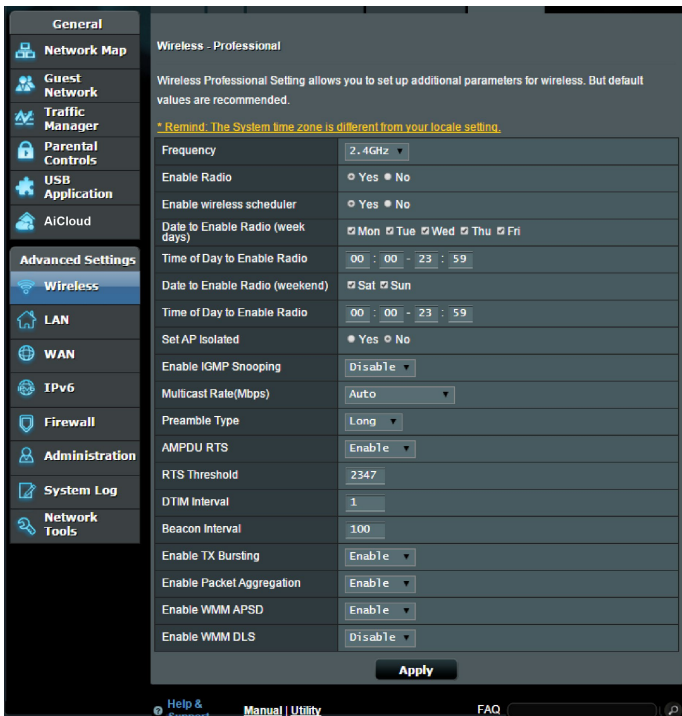 General
Network Map
Guest
Network
Traffic
Manager
Parental
Controls
USB
Application
AiCloud
Advanced Settings
Wireless
LAN
WAN
IPv6
Firewall
Administration
System Log
Network
Tools
Wireless - Professional
Wireless Professional Setting allows you to set up additional parameters for wireless. But default
values are recommended.
* Remind: The System time zone is different from your locale setting.
Frequency 2.4GHz
Enable Radio Yes No
Enable wireless scheduler Yes No
Date to Enable Radio (week
days) Mon Tue Wed Thu Fri
Time of Day to Enable Radio 00 : 00 - 23 : 59
Date to Enable Radio (weekend) Sat Sun
Time of Day to Enable Radio 00 : 00 - 23 : 59
Set AP Isolated Yes No
Enable IGMP Snooping Disable
Multicast Rate(Mbps) Auto
Preamble Type Long
AMPDU RTS Enable
RTS Threshold 2347
DTIM Interval 1
Beacon Interval 100
Enable TX Bursting Enable
Enable Packet Aggregation Enable
Enable WMM APSD Enable
Enable WMM DLS Disable
Apply
Help &
Support Manual | Utility FAQ